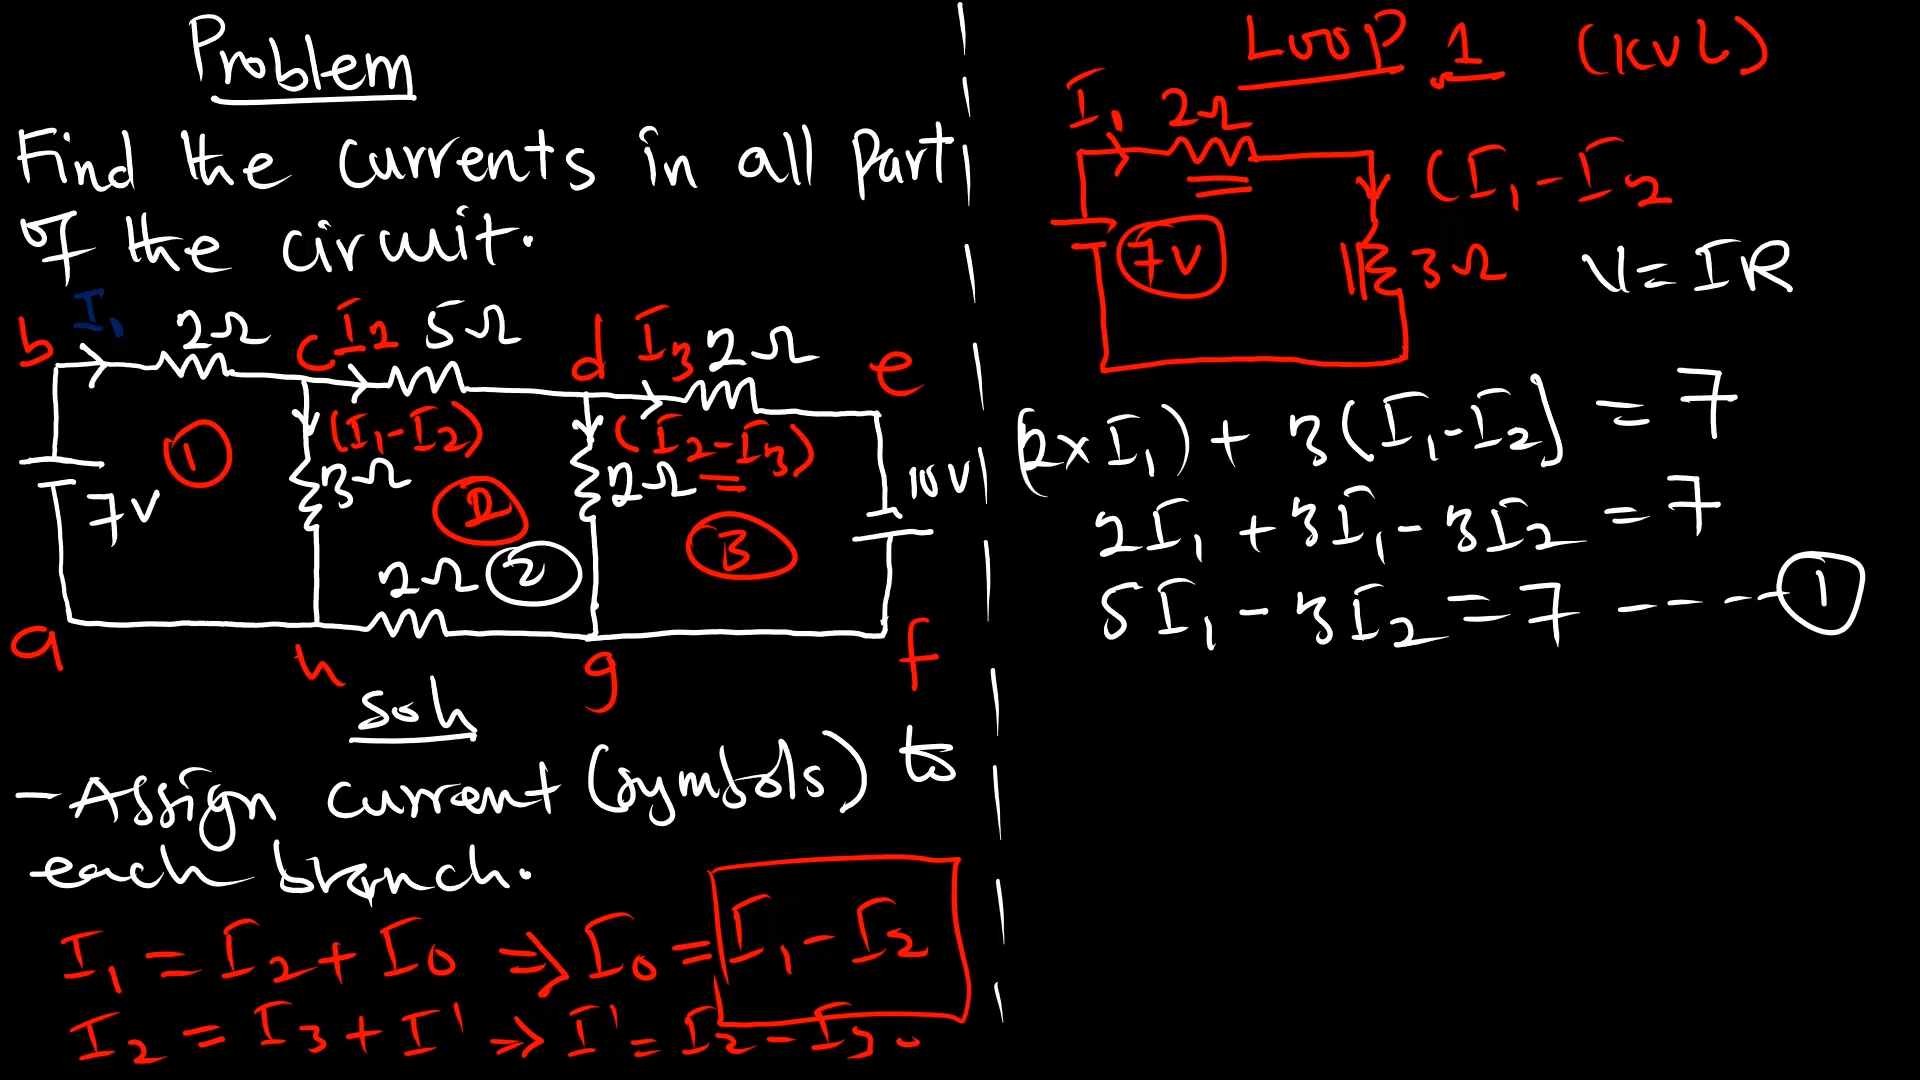 Problem
Find the currents in all part
of the circuit.
b I₁ 2Ω c I₂ 5Ω d I₃ 2Ω e
① (I₁-I₂) (I₂-I₃)
7V 3Ω ② 2Ω 10V
2Ω ② ③
a h g f
soln
- Assign current (symbols) to
each branch.
I₁ = I₂ + I₀ ⇒ I₀ = I₁ - I₂
I₂ = I₃ + I' ⇒ I' = I₂ - I₃.
Loop 1 (KVL)
I₁ 2Ω
(I₁ - I₂
7V 3Ω V=IR
(2×I₁) + 3(I₁-I₂) = 7
2I₁ + 3I₁ - 3I₂ = 7
5I₁ - 3I₂ = 7 ---- ①